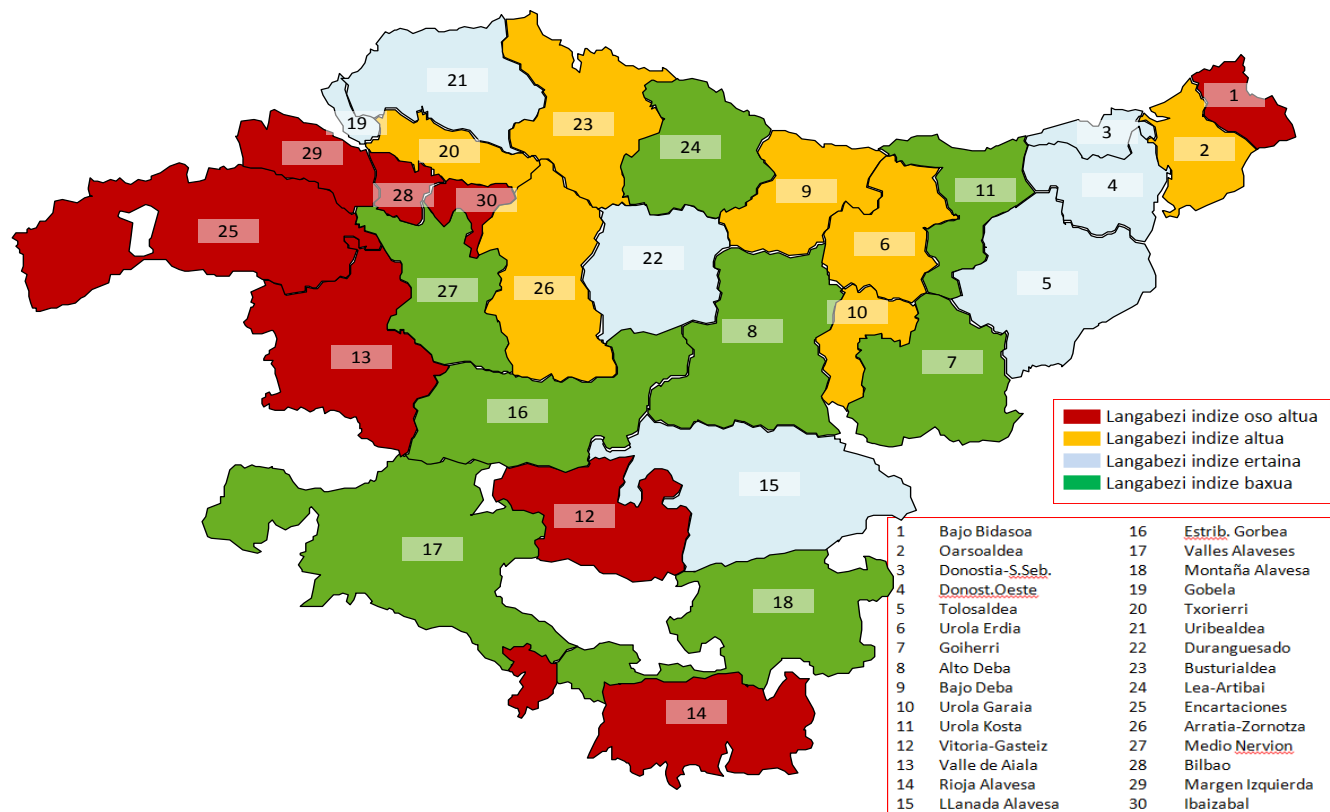 21
1
23
19
3
20
24
2
29
9
11
4
28
30
6
25
22
5
27
26
10
8
13
7
16
Langabezi indize oso altua
Langabezi indize altua
Langabezi indize ertaina
Langabezi indize baxua
15
12
17
18
14
1 Bajo Bidasoa 16 Estrib. Gorbea
2 Oarsoaldea 17 Valles Alaveses
3 Donostia-S.Seb. 18 Montaña Alavesa
4 Donost.Oeste 19 Gobela
5 Tolosaldea 20 Txorierri
6 Urola Erdia 21 Uribealdea
7 Goiherri 22 Duranguesado
8 Alto Deba 23 Busturialdea
9 Bajo Deba 24 Lea-Artibai
10 Urola Garaia 25 Encartaciones
11 Urola Kosta 26 Arratia-Zornotza
12 Vitoria-Gasteiz 27 Medio Nervion
13 Valle de Aiala 28 Bilbao
14 Rioja Alavesa 29 Margen Izquierda
15 LLanada Alavesa 30 Ibaizabal